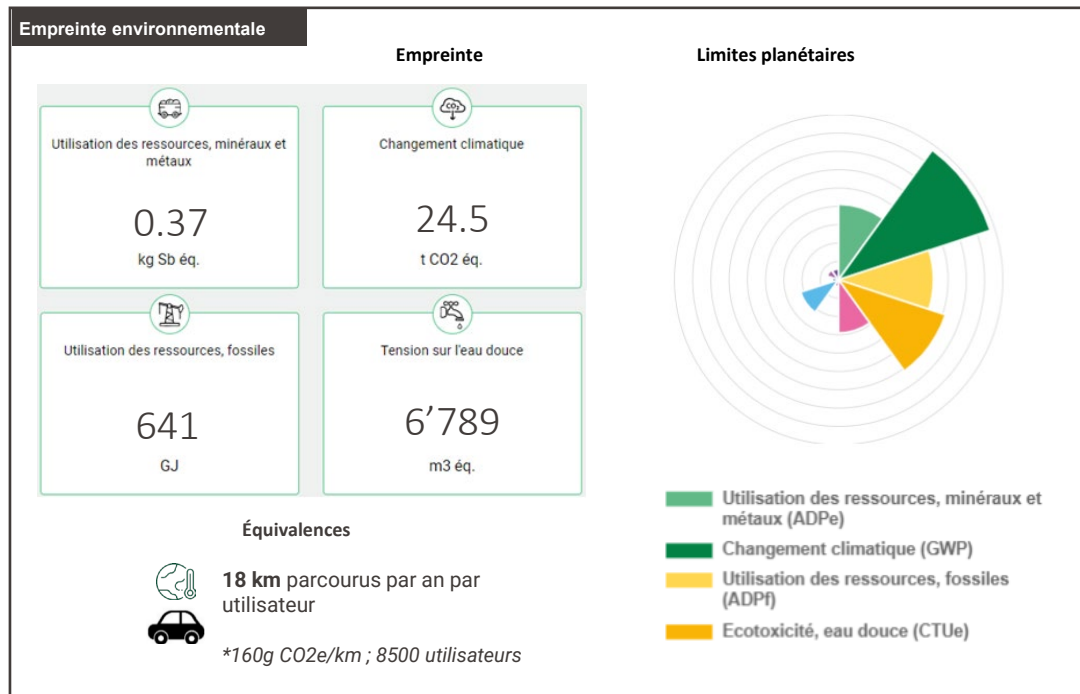 Empreinte environnementale
Empreinte
Limites planétaires
Utilisation des ressources, minéraux et
métaux
0.37
kg Sb éq.
CO2
Changement climatique
24.5
t CO2 éq.
Utilisation des ressources, fossiles
641
GJ
Tension sur l'eau douce
6’789
m3 éq.
Équivalences
18 km parcourus par an par
utilisateur
*160g CO2e/km ; 8500 utilisateurs
Utilisation des ressources, minéraux et
métaux (ADPe)
Changement climatique (GWP)
Utilisation des ressources, fossiles
(ADPf)
Ecotoxicité, eau douce (CTUe)